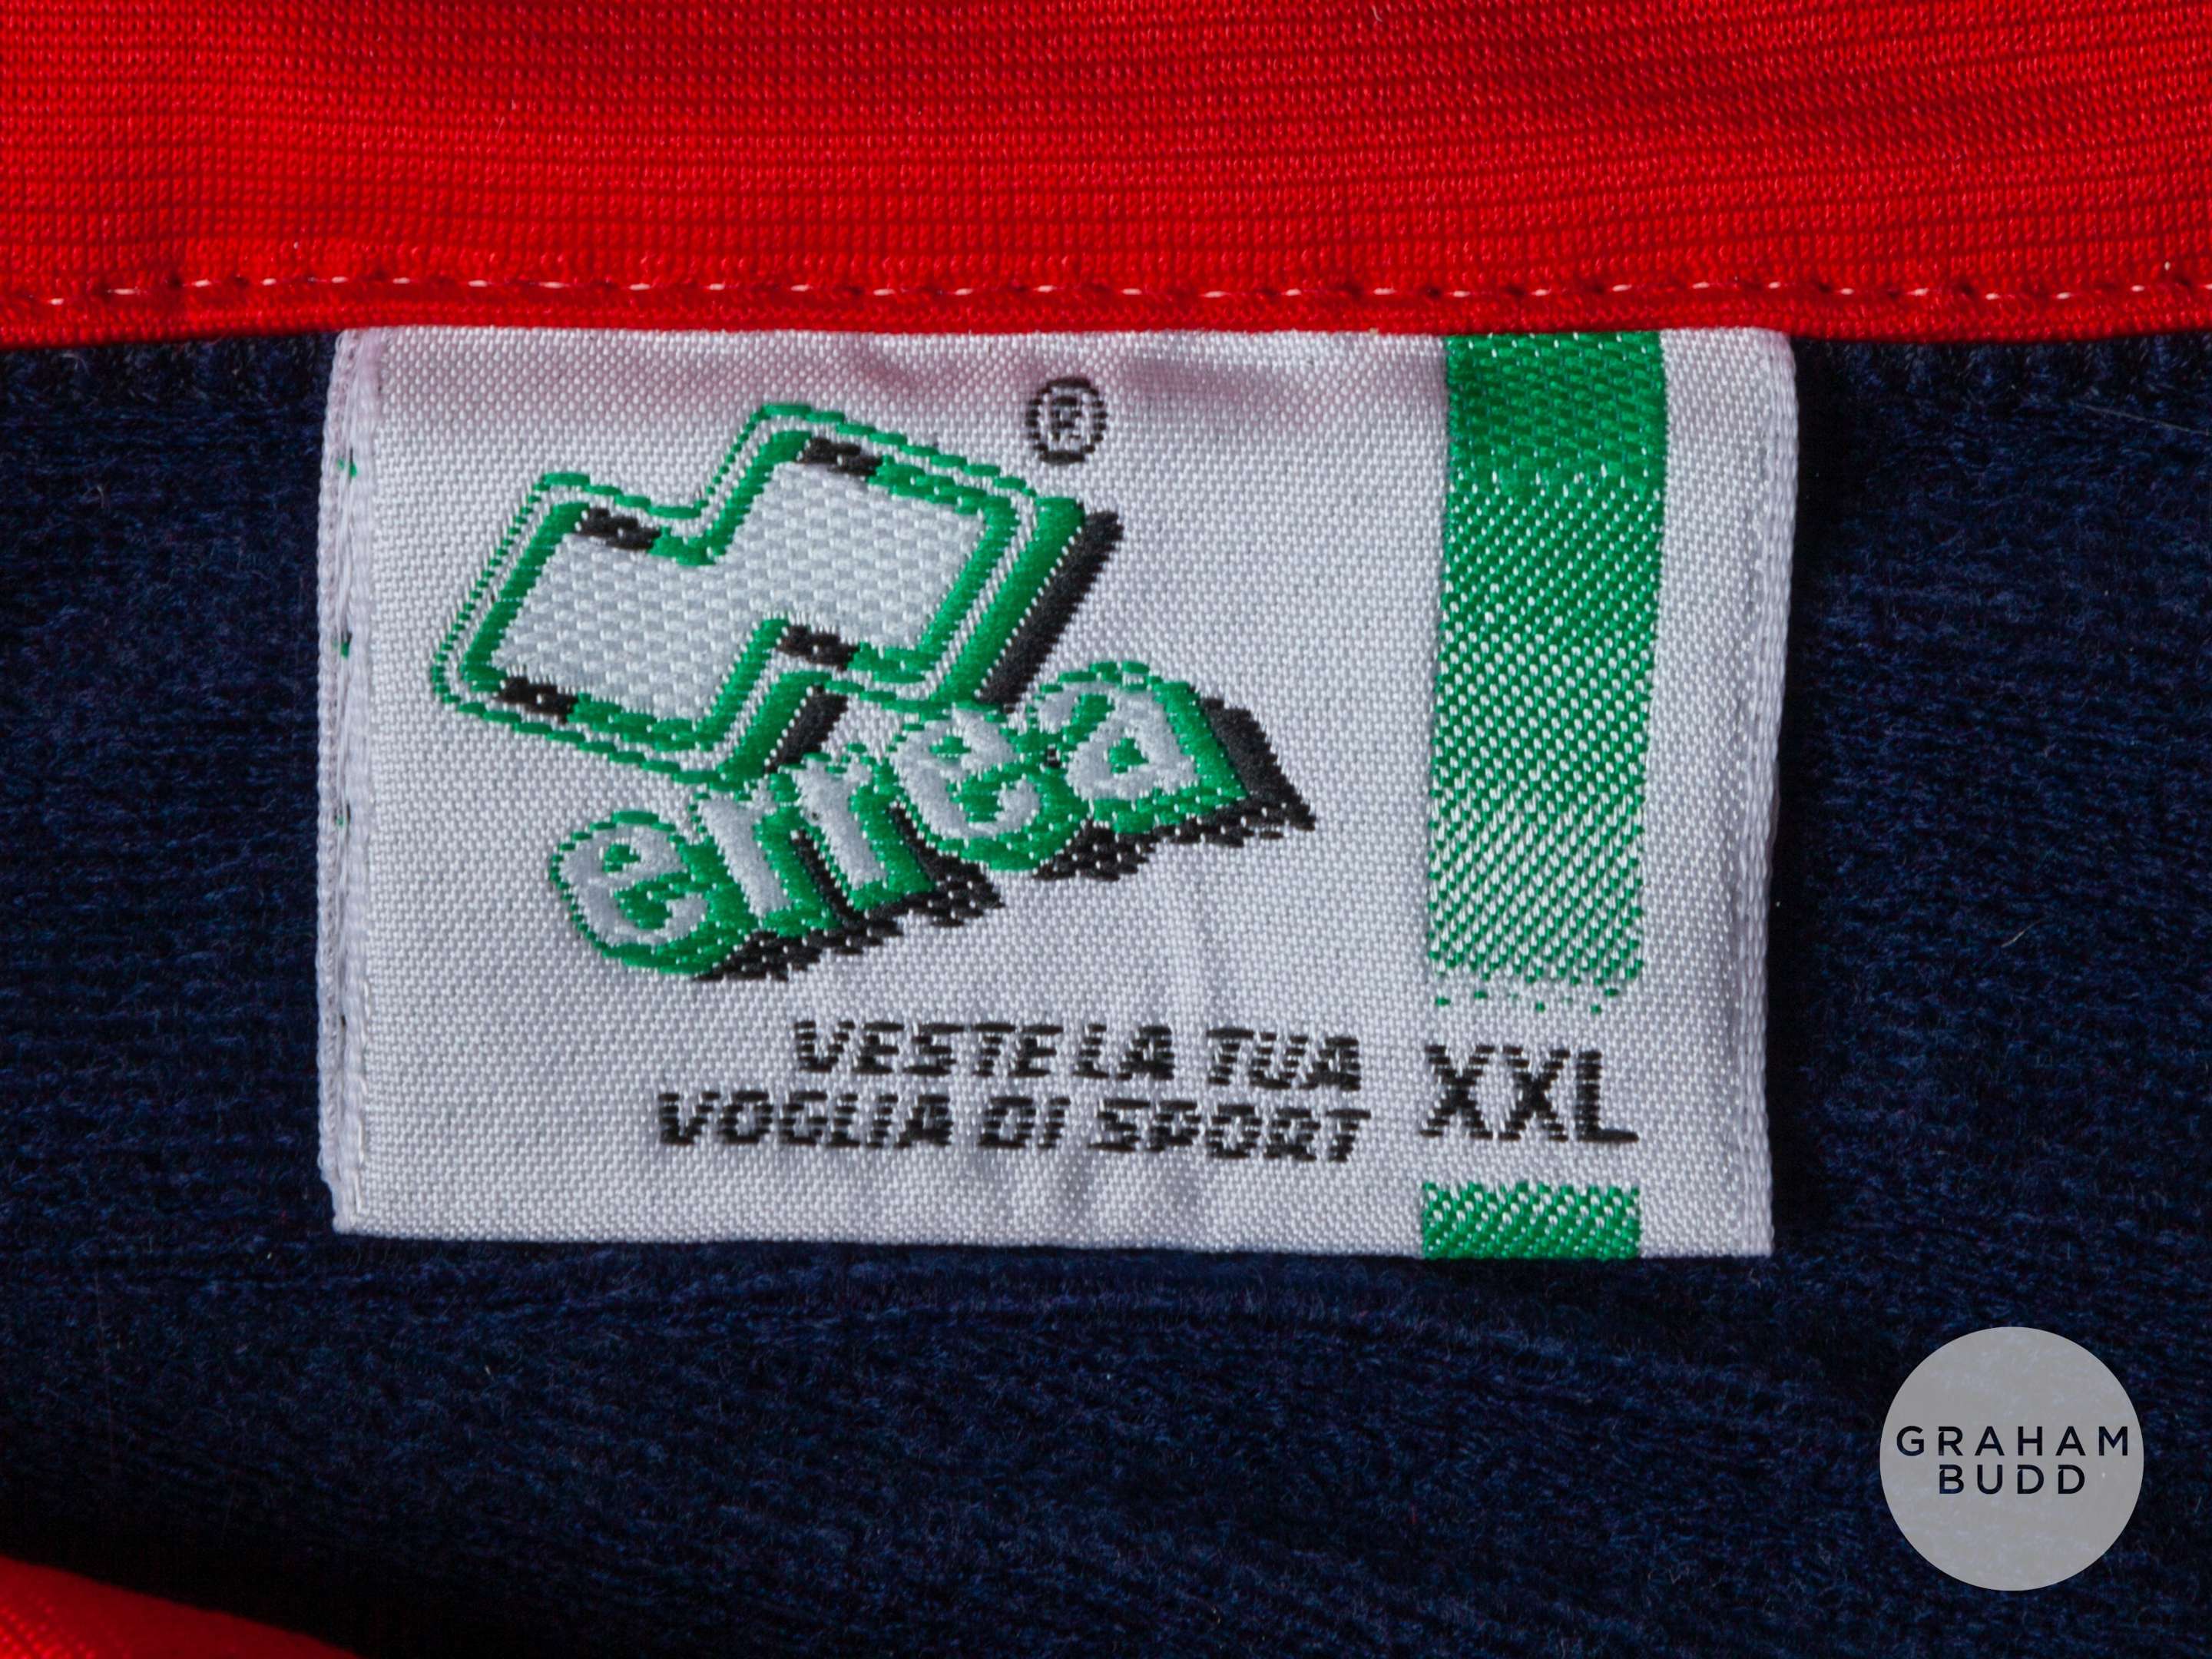 ®
errea
VESTE LA TUA
VOGLIA DI SPORT
XXL
GRAHAM
BUDD